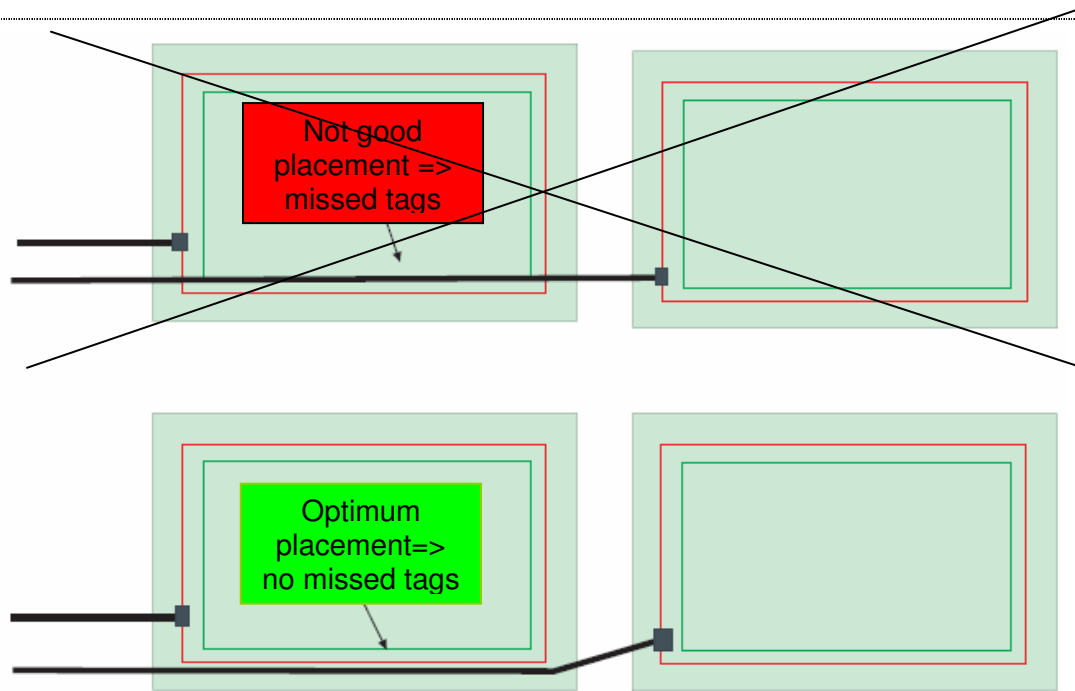 Not good
placement =>
missed tags
Optimum
placement=>
no missed tags